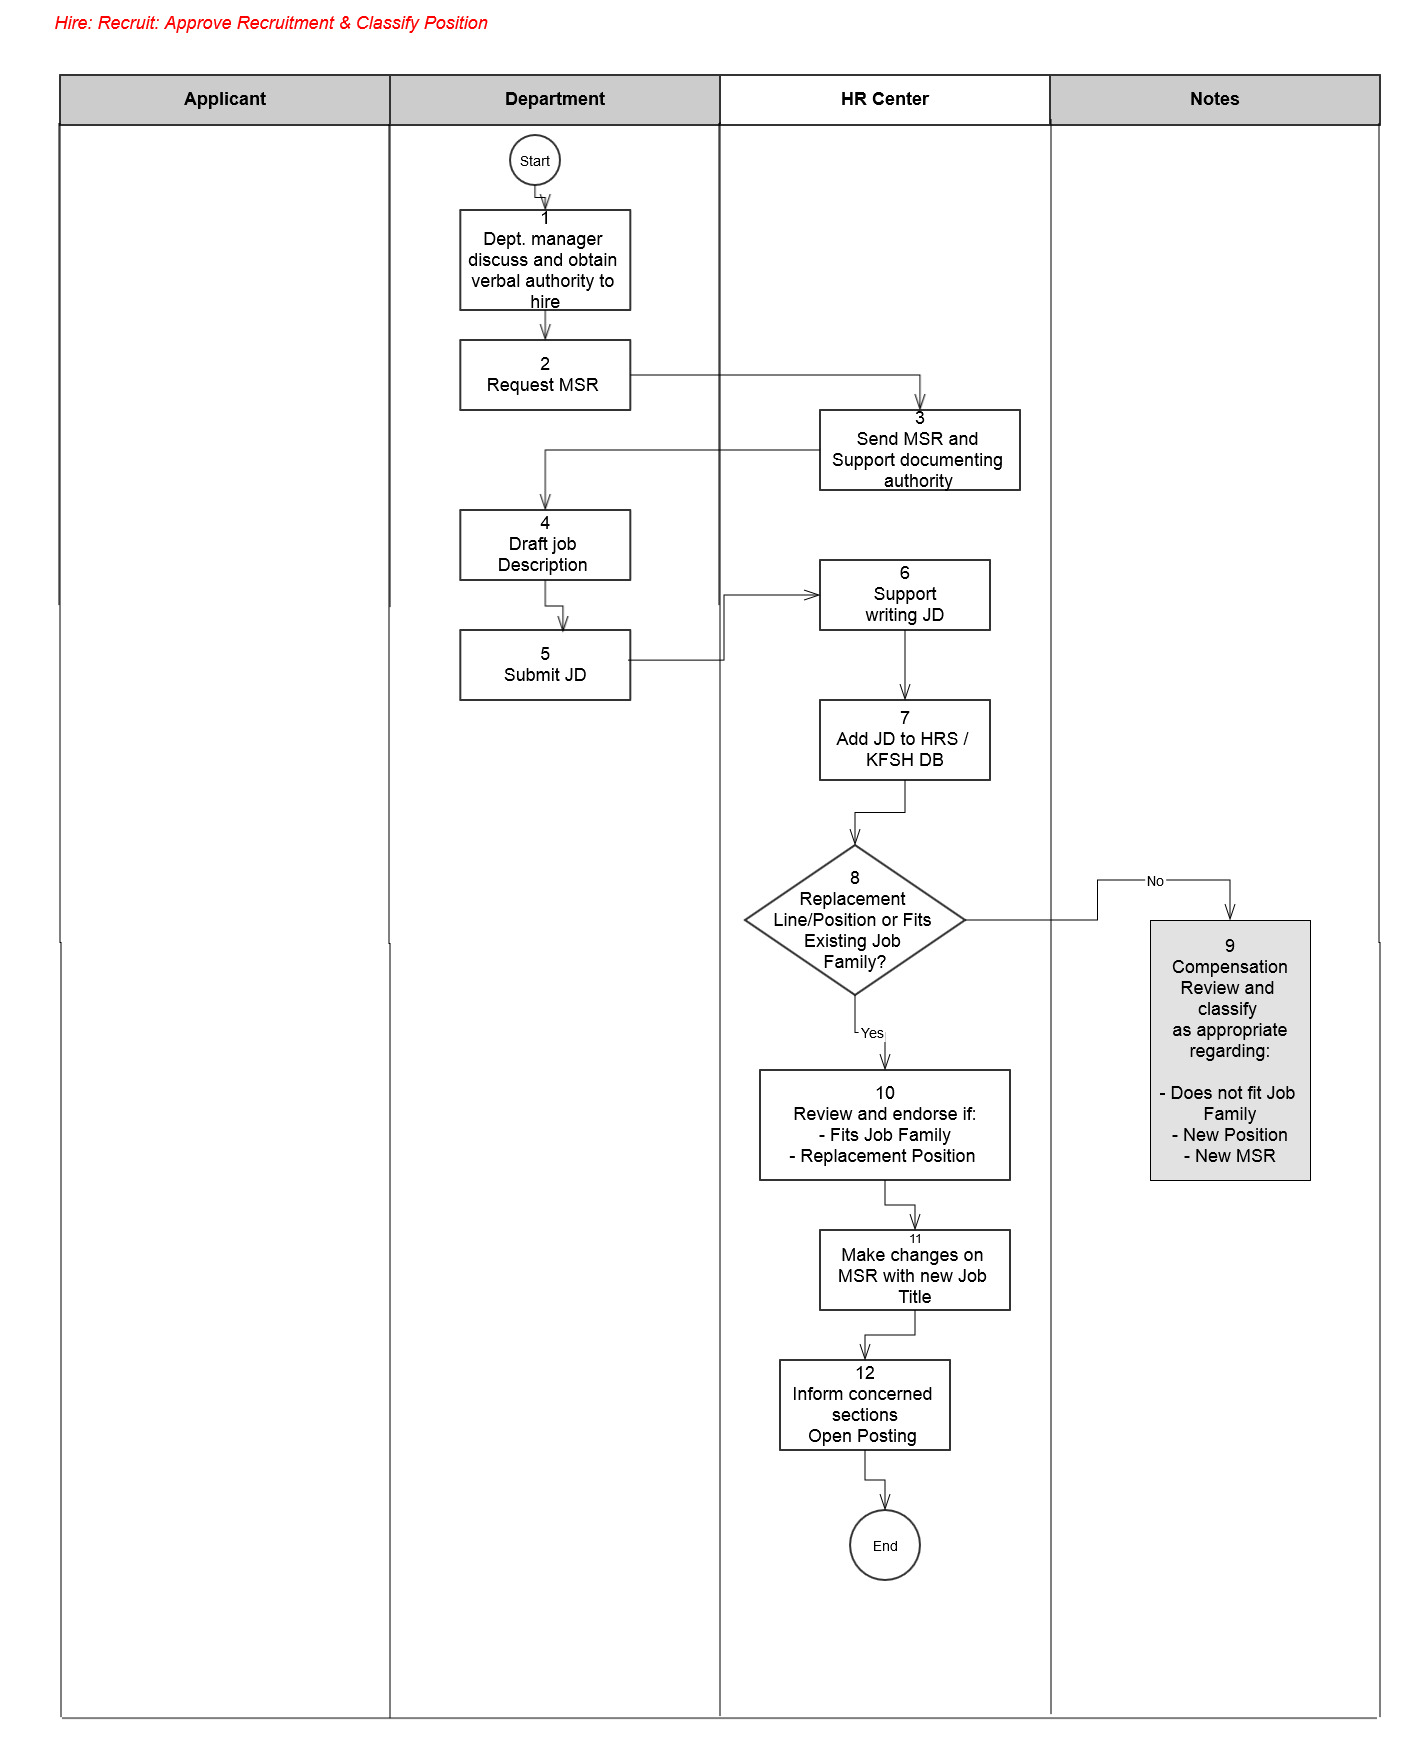 Hire: Recruit: Approve Recruitment & Classify Position
Applicant
Department
HR Center
Notes
Start
1
Dept. manager
discuss and obtain
verbal authority to
hire
2
Request MSR
3
Send MSR and
Support documenting
authority
4
Draft job
Description
5
Submit JD
6
Support
writing JD
7
Add JD to HRS /
KFSH DB
8
Replacement
Line/Position or Fits
Existing Job
Family?
No
9
Compensation
Review and
classify
as appropriate
regarding:
- Does not fit Job
Family
- New Position
- New MSR
Yes
10
Review and endorse if:
- Fits Job Family
- Replacement Position
11
Make changes on
MSR with new Job
Title
12
Inform concerned
sections
Open Posting
End